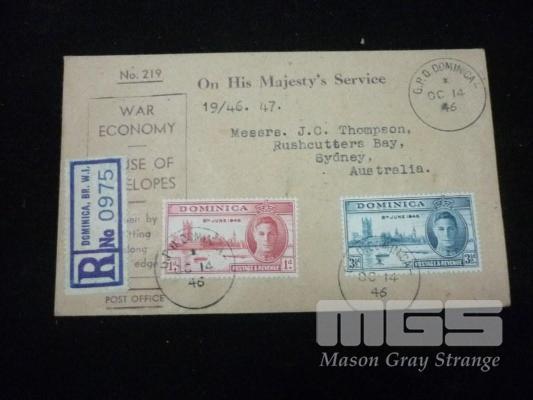 No. 219
On His Majesty's Service
G.P.O. DOMINICA
OC 14
46
WAR
ECONOMY
19/46. 47.
Messrs. J.C. Thompson,
Rushcutters Bay,
Sydney,
Australia.
USE OF
ELOPES
DOMINICA, BR. W.I.
R No 0975
POST OFFICE
DOMINICA
8TH JUNE 1946
1D
POSTAGE & REVENUE
1D
OC 14
46
DOMINICA
8TH JUNE 1946
3D
POSTAGE & REVENUE
OC 14
46
MGS
Mason Gray Strange